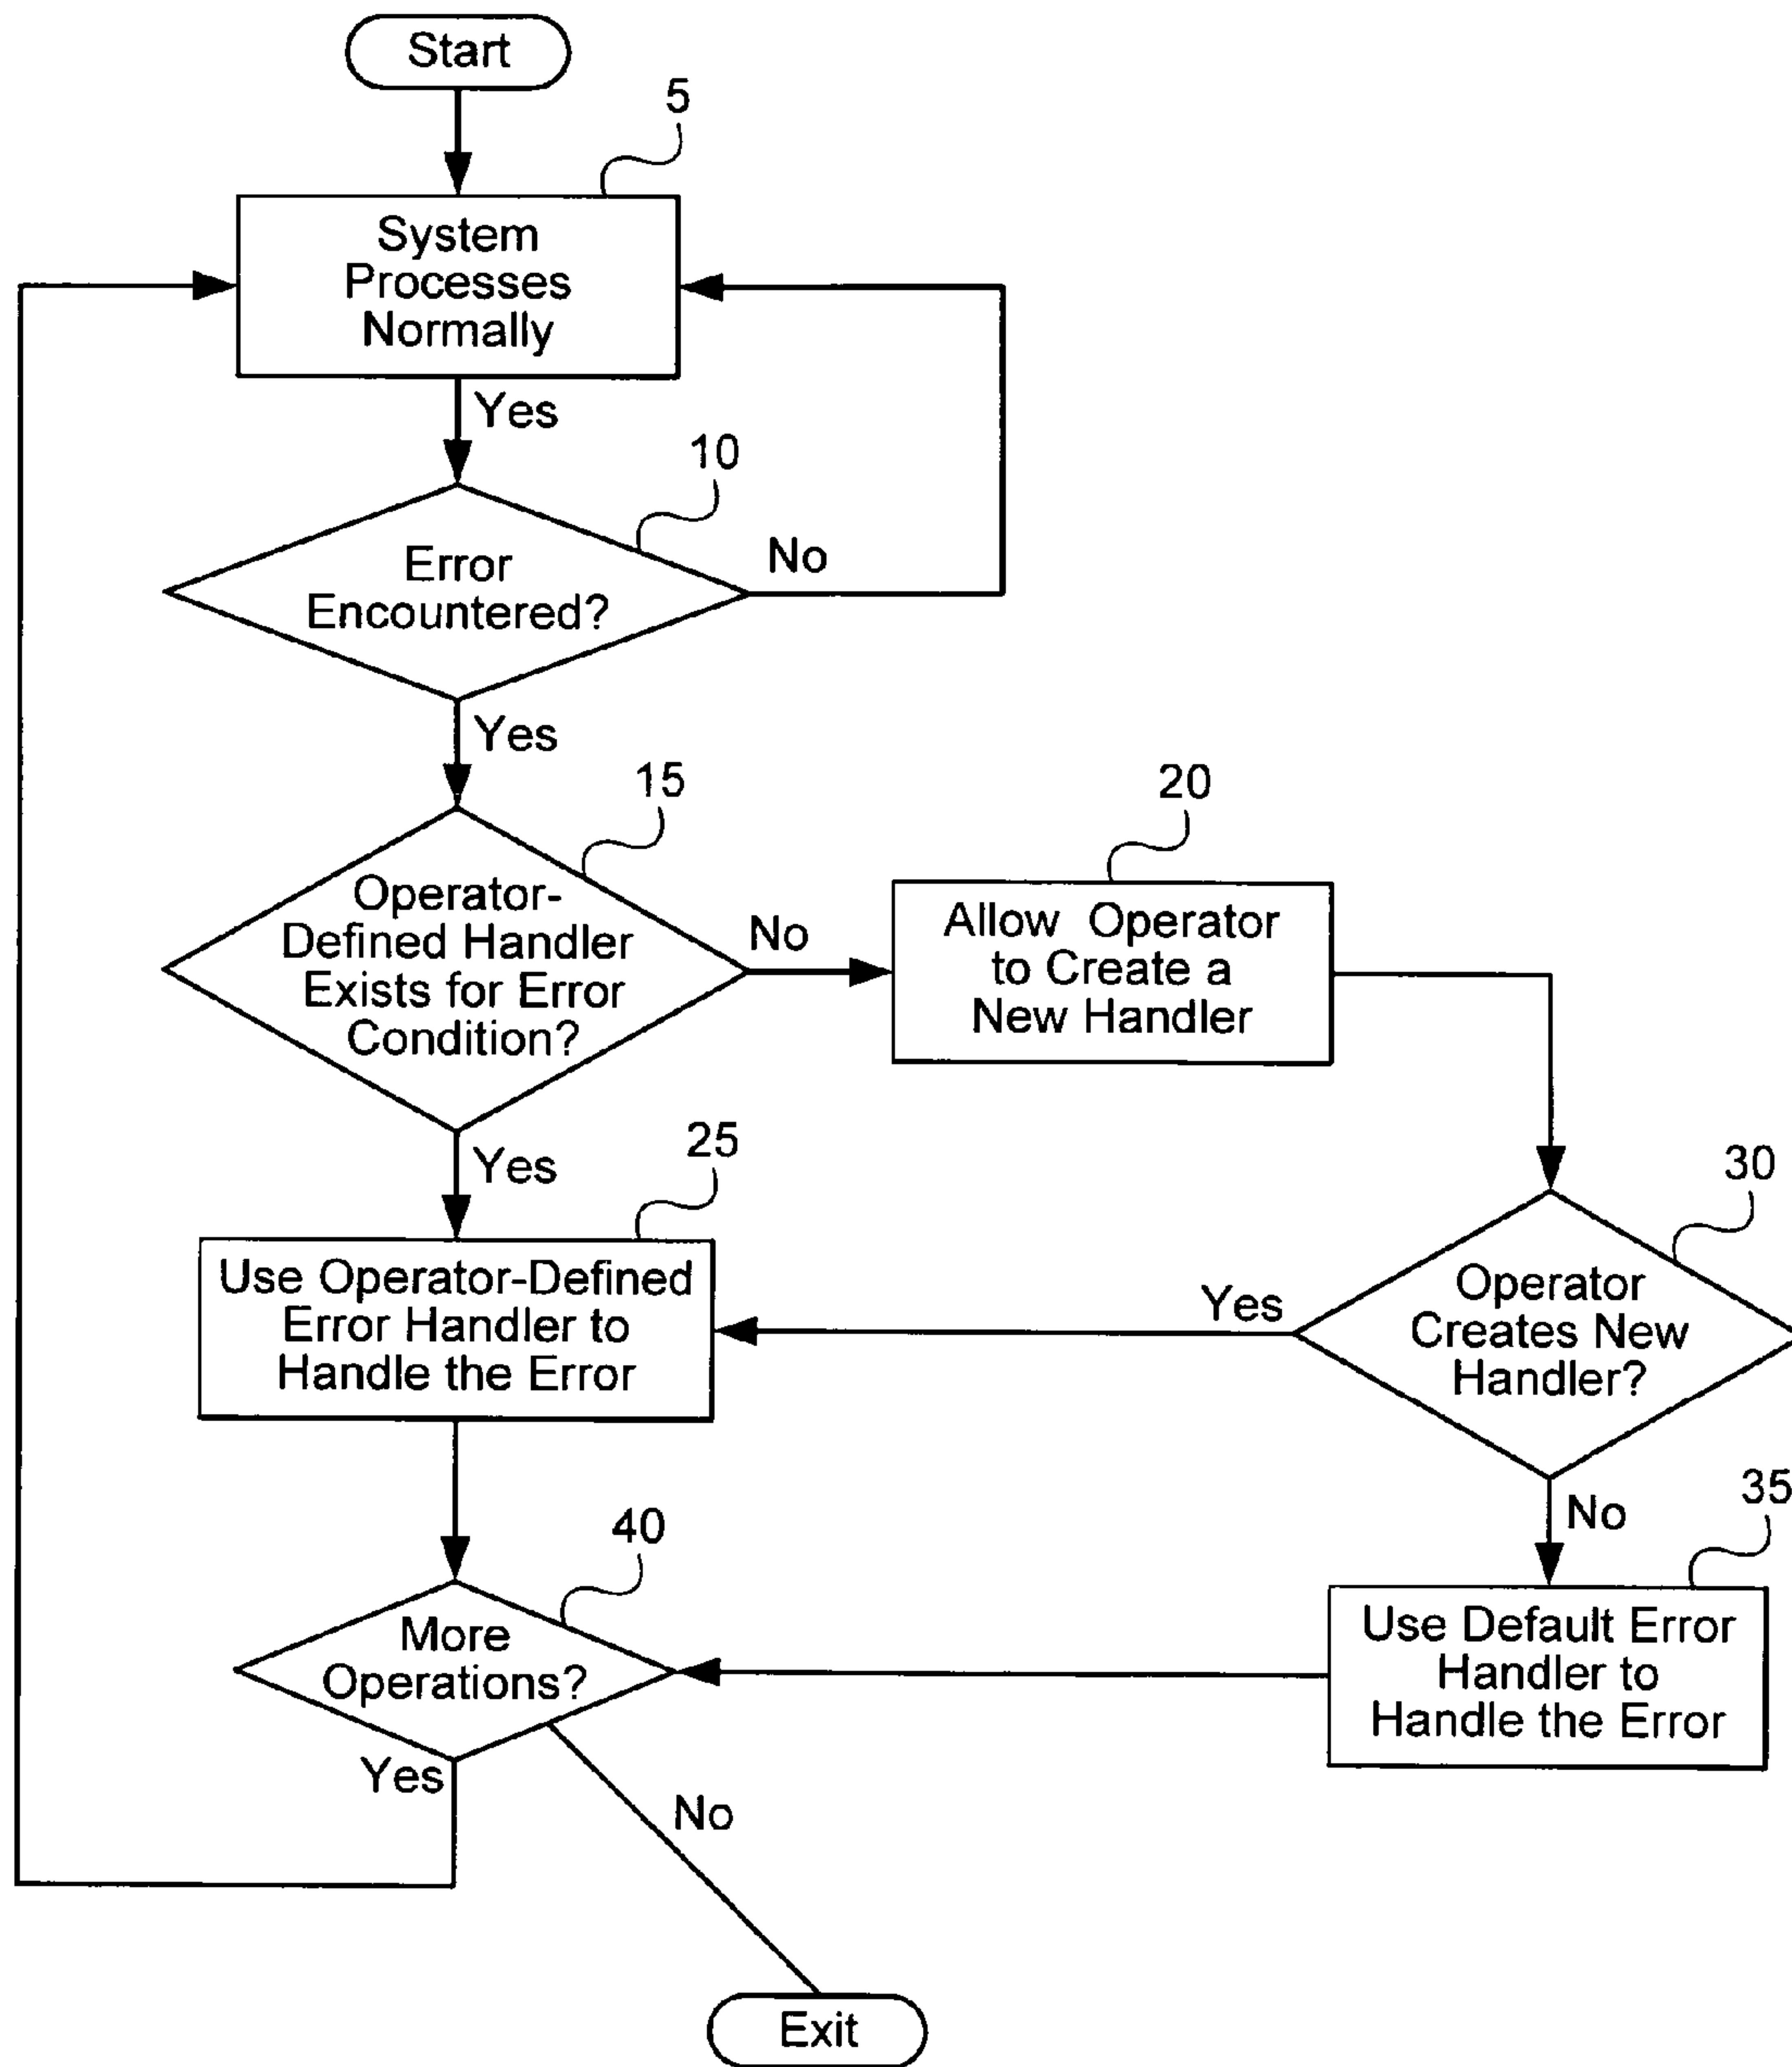 Start
5
System
Processes
Normally
Yes
10
Error
Encountered?
No
Yes
15
Operator-
Defined Handler
Exists for Error
Condition?
No
20
Allow Operator
to Create a
New Handler
Yes
25
Use Operator-Defined
Error Handler to
Handle the Error
30
Operator
Creates New
Handler?
Yes
No
35
Use Default Error
Handler to
Handle the Error
40
More
Operations?
Yes
No
Exit